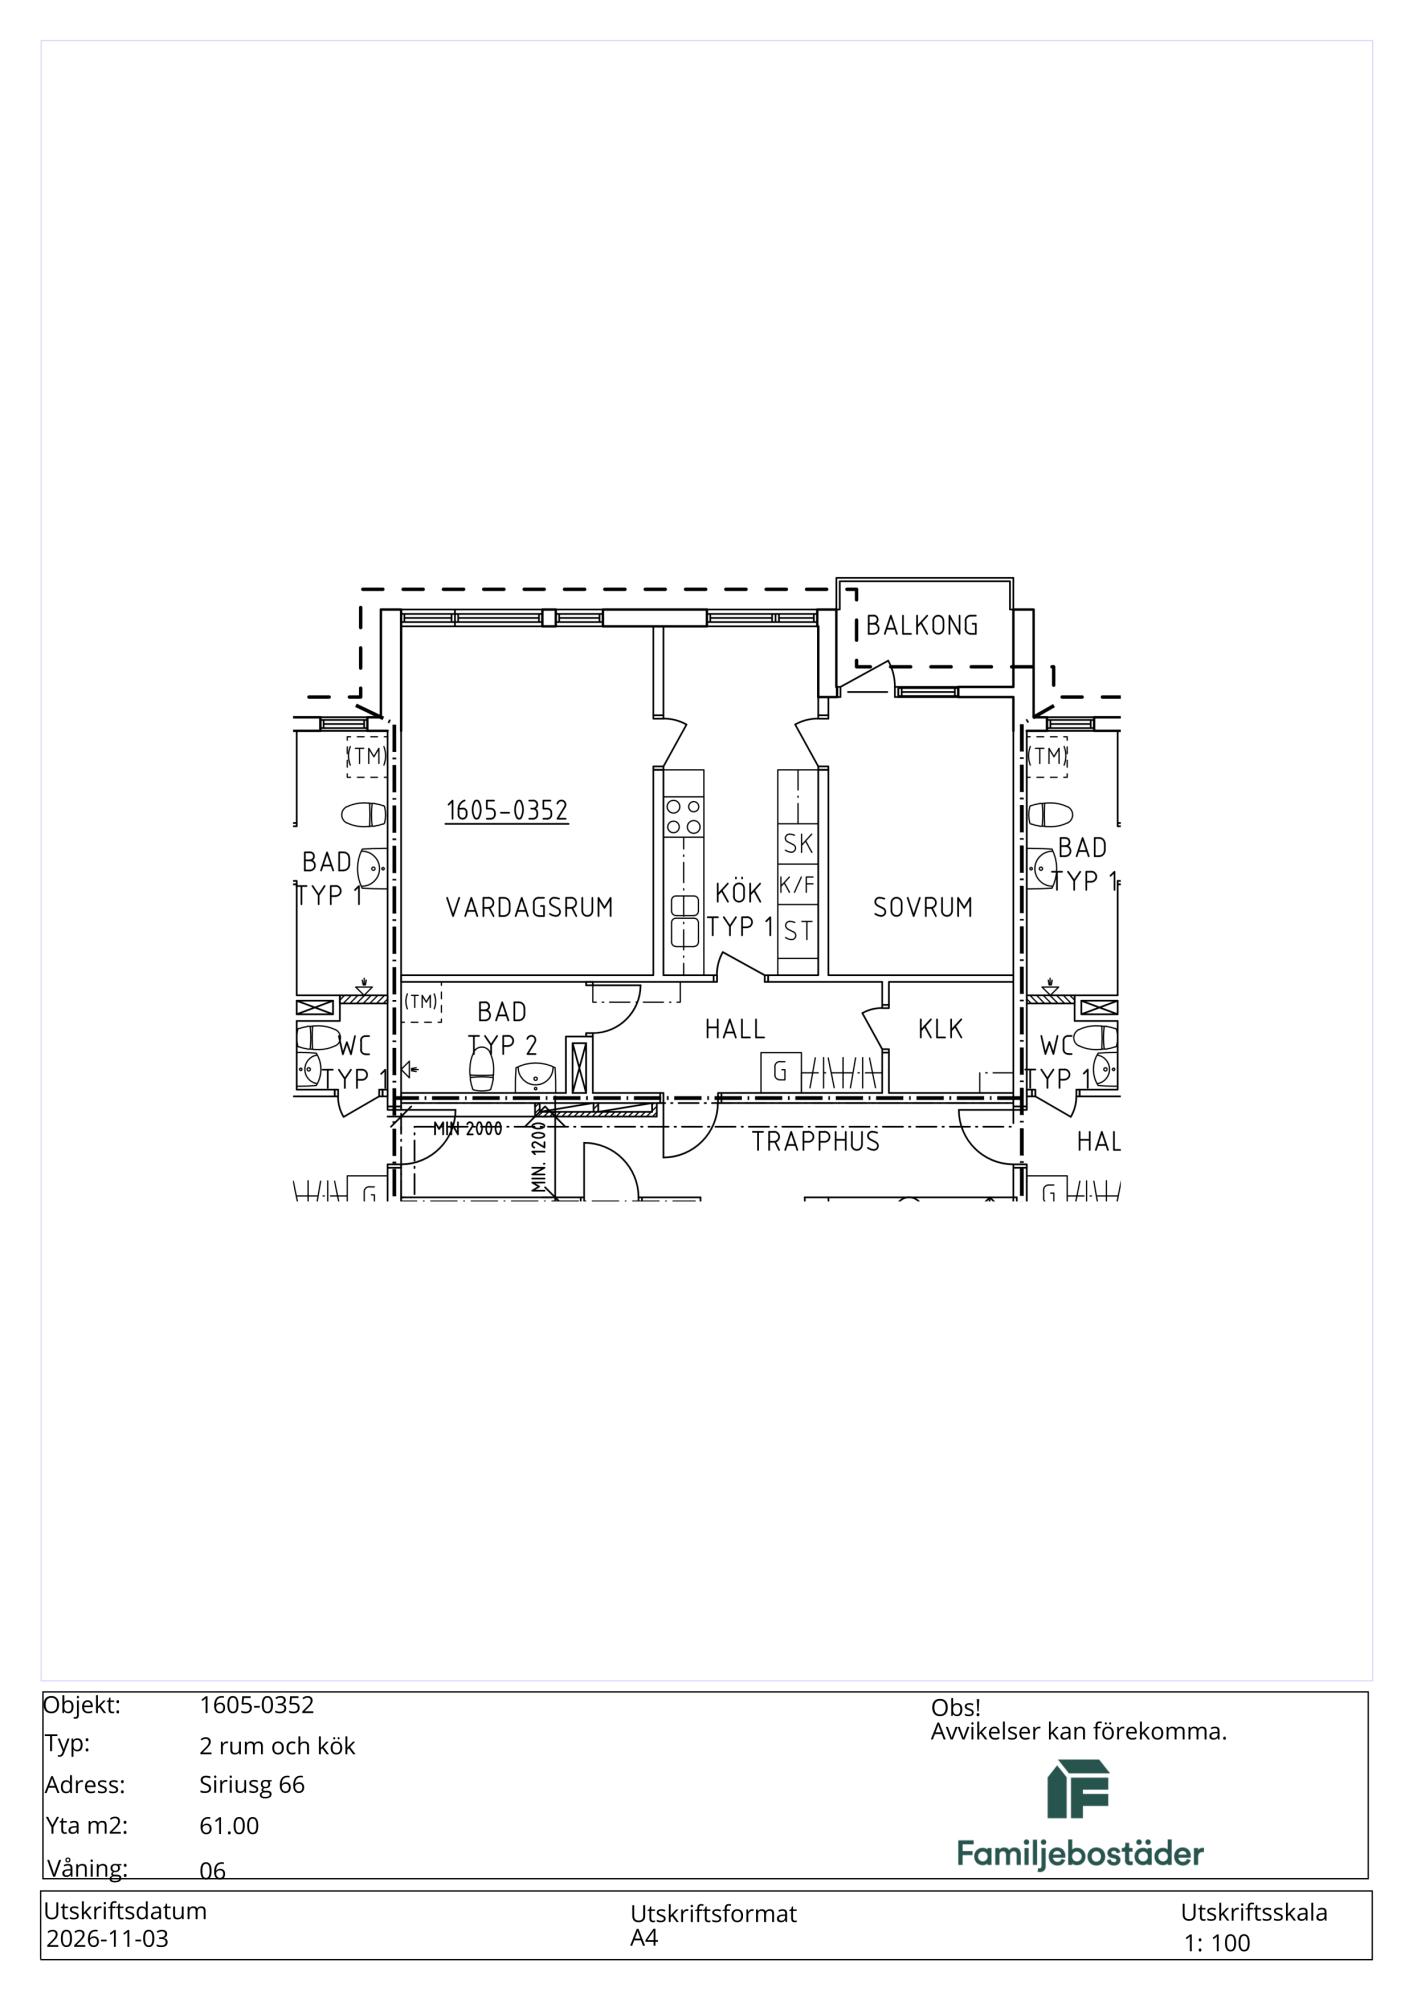 BALKONG
(TM)
(TM)
1605-0352
BAD
TYP 1
SK
K/F
ST
KÖK
TYP 1
VARDAGSRUM
SOVRUM
BAD
TYP 1
(TM)
BAD
TYP 2
HALL
KLK
WC
TYP 1
G
WC
TYP 1
MIN 2000
MIN. 1200
TRAPPHUS
HAL
G
G
Objekt: 1605-0352
Typ: 2 rum och kök
Adress: Siriusg 66
Yta m2: 61.00
Våning: 06
Obs!
Avvikelser kan förekomma.
Familjebostäder
Utskriftsdatum
2026-11-03
Utskriftsformat
A4
Utskriftsskala
1: 100